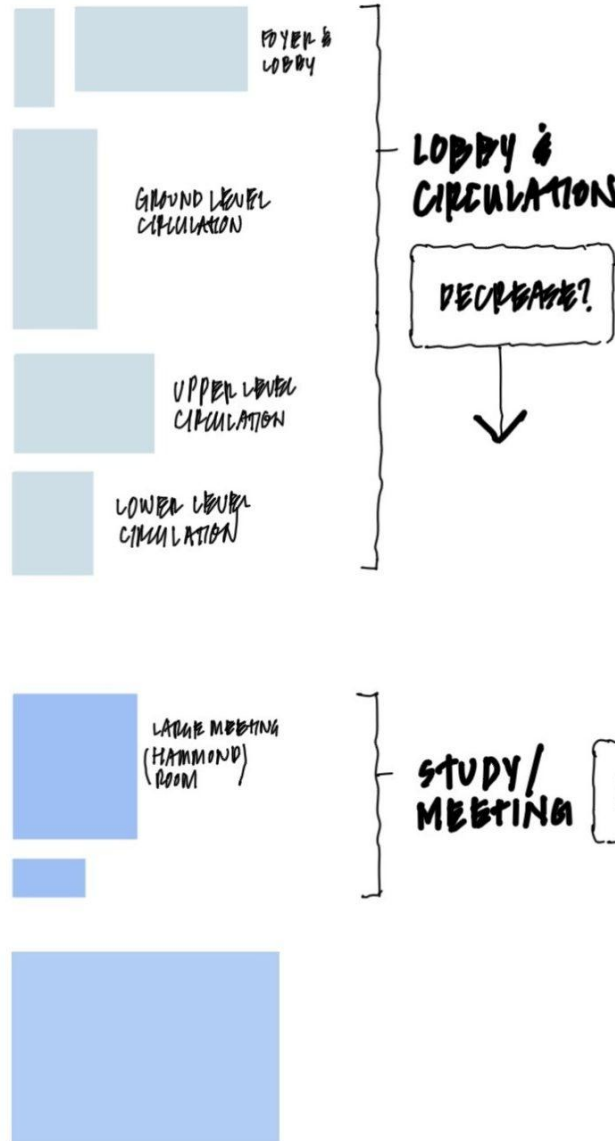 FOYER &
LOBBY
LOBBY &
CIRCULATION
GROUND LEVEL
CIRCULATION
DECREASE?
UPPER LEVEL
CIRCULATION
LOWER LEVEL
CIRCULATION
LARGE MEETING
(HAMMOND)
ROOM
STUDY/
MEETING